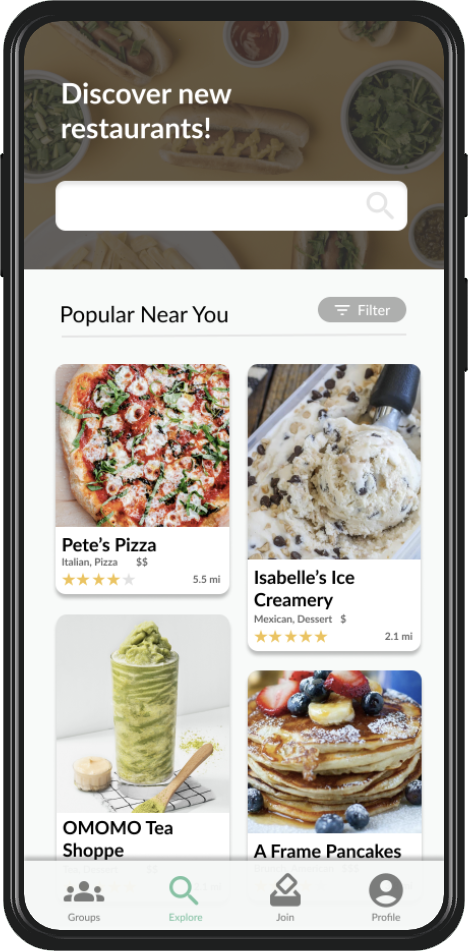 Discover new
restaurants!
Popular Near You
Filter
Pete's Pizza
Italian, Pizza $$
5.5 mi
Isabelle's Ice
Creamery
Mexican, Dessert $
2.1 mi
OMOMO Tea
Shoppe
A Frame Pancakes
Groups
Explore
Join
Profile